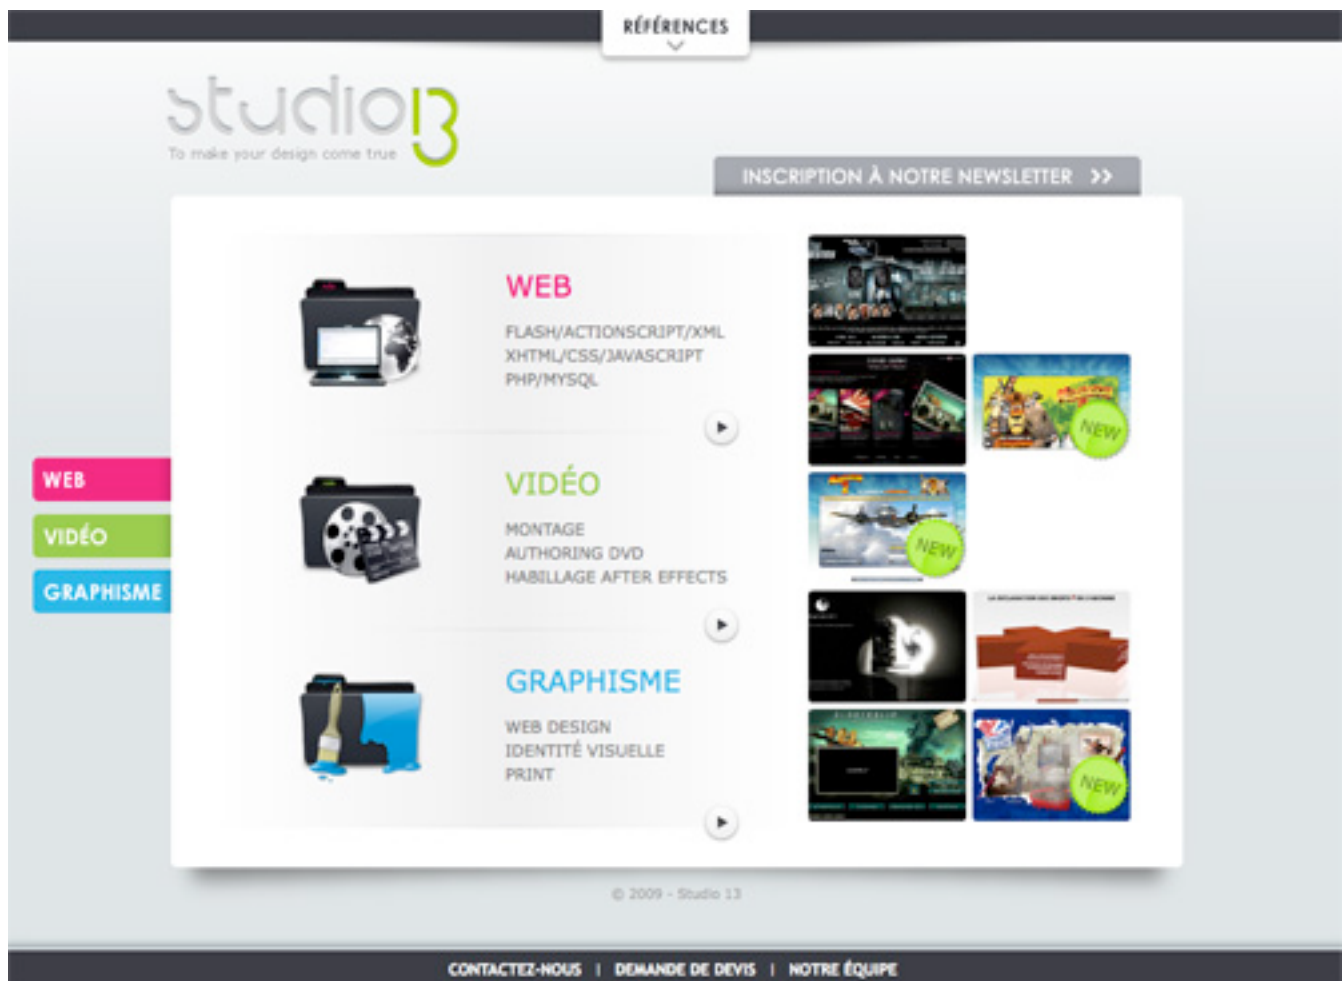 RÉFÉRENCES
studio13
To make your design come true
INSCRIPTION À NOTRE NEWSLETTER >>
WEB
FLASH/ACTIONSCRIPT/XML
XHTML/CSS/JAVASCRIPT
PHP/MYSQL
NEW
WEB
VIDÉO
GRAPHISME
VIDÉO
MONTAGE
AUTHORING DVD
HABILLAGE AFTER EFFECTS
NEW
GRAPHISME
WEB DESIGN
IDENTITÉ VISUELLE
PRINT
NEW
© 2009 - Studio 13
CONTACTEZ-NOUS | DEMANDE DE DEVIS | NOTRE ÉQUIPE